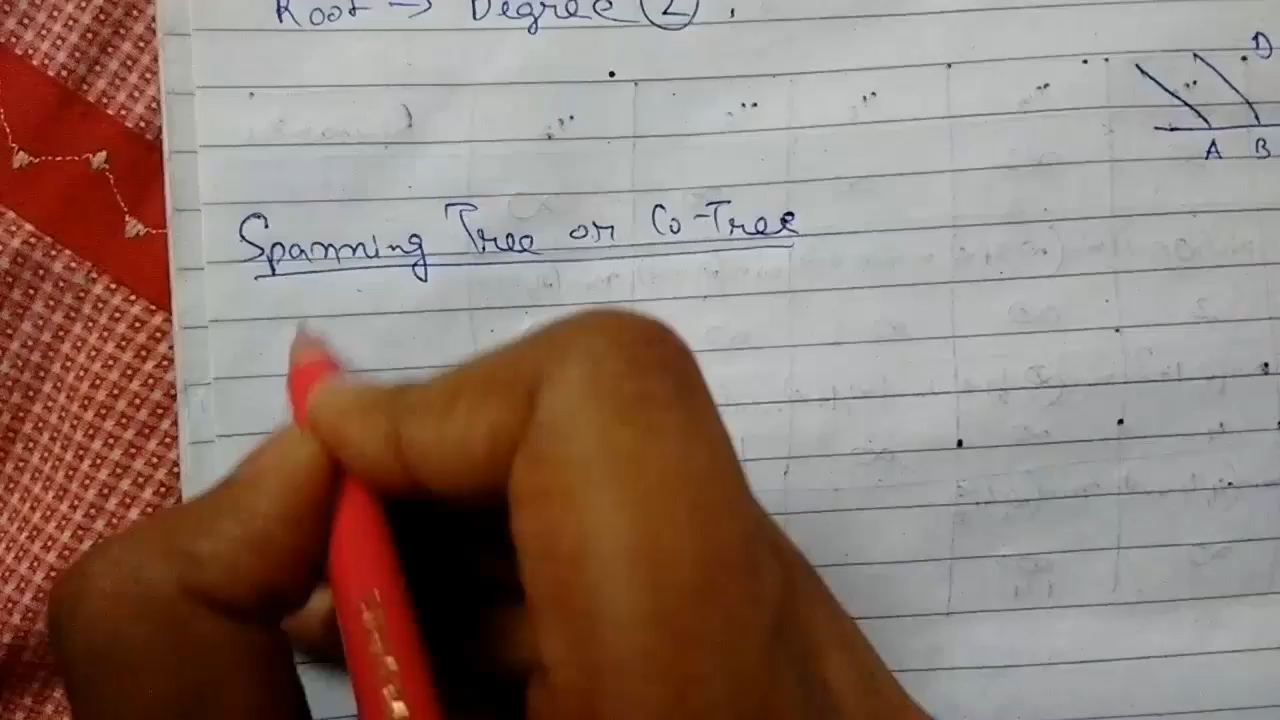 Root → Degree 2.
D
A B
Spanning Tree or Co-Tree